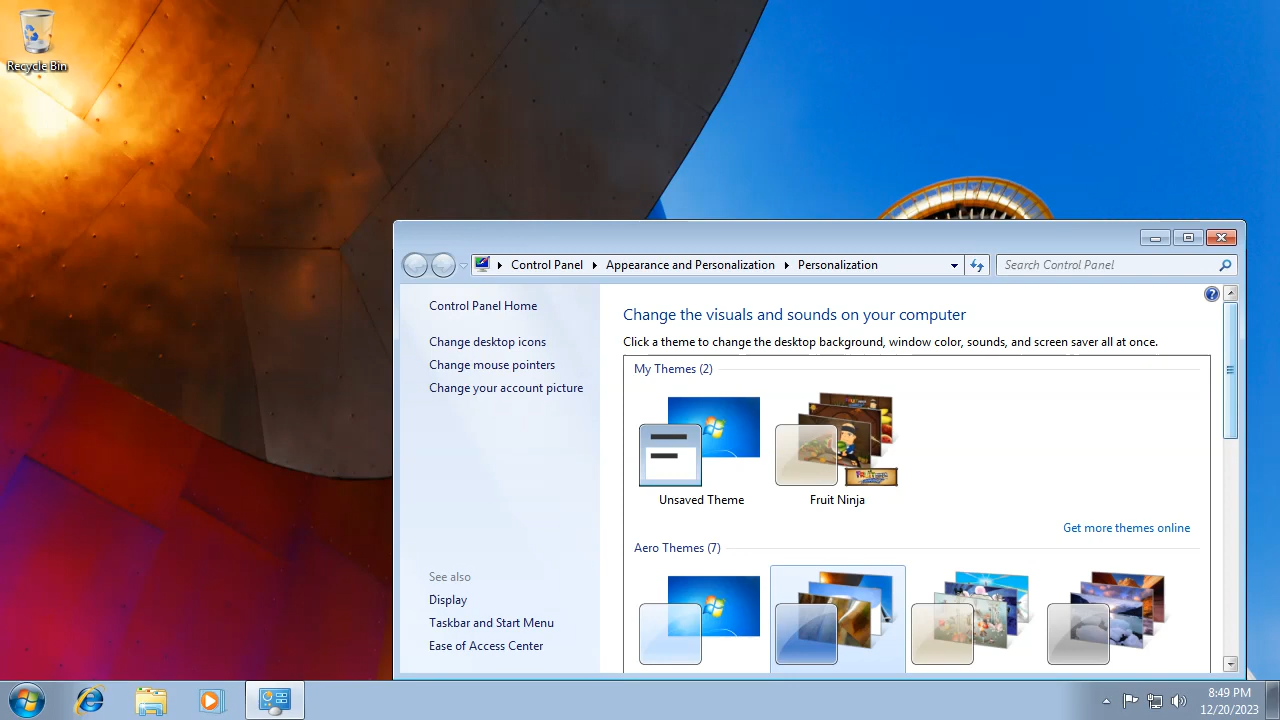 Recycle Bin
Control Panel
Appearance and Personalization
Personalization
Search Control Panel
Control Panel Home
Change desktop icons
Change mouse pointers
Change your account picture
See also
Display
Taskbar and Start Menu
Ease of Access Center
Change the visuals and sounds on your computer
Click a theme to change the desktop background, window color, sounds, and screen saver all at once.
My Themes (2)
Unsaved Theme
Fruit Ninja
Get more themes online
Aero Themes (7)
8:49 PM
12/20/2023